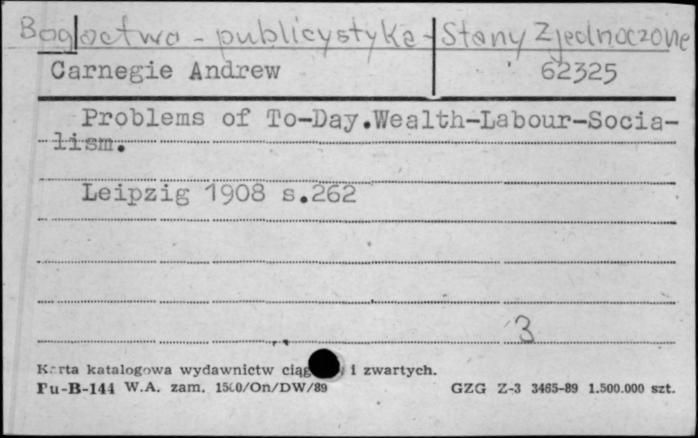 Bogactwo - publicystyka - Stany Zjednoczone
Carnegie Andrew 62325
Problems of To-Day.Wealth-Labour-Socia-
lism.
Leipzig 1908 s.262
3
Karta katalogowa wydawnictw i zwartych.
Pu-B-144 W.A. zam. 1500/On/DW/89 GZG Z-3 3465-89 1.500.000 szt.